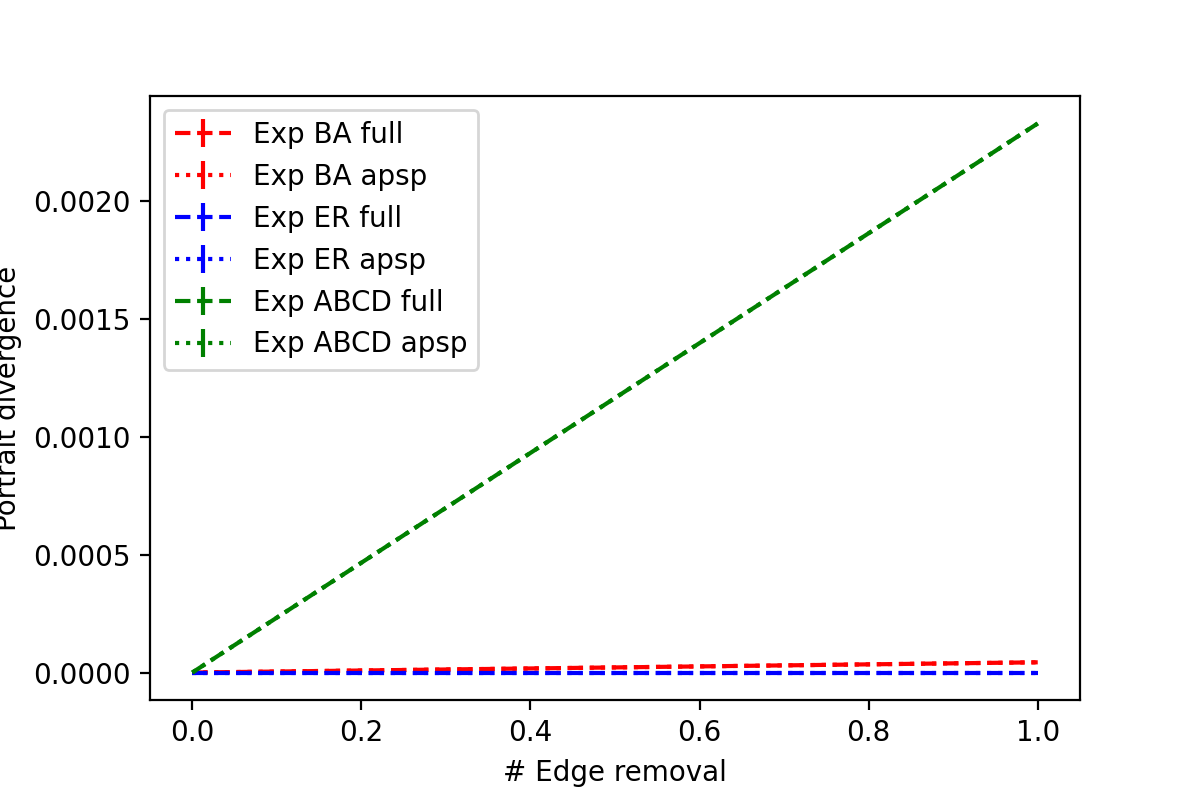 Exp BA full
Exp BA apsp
Exp ER full
Exp ER apsp
Exp ABCD full
Exp ABCD apsp
Portrait divergence
0.0020
0.0015
0.0010
0.0005
0.0000
0.0 0.2 0.4 0.6 0.8 1.0
# Edge removal